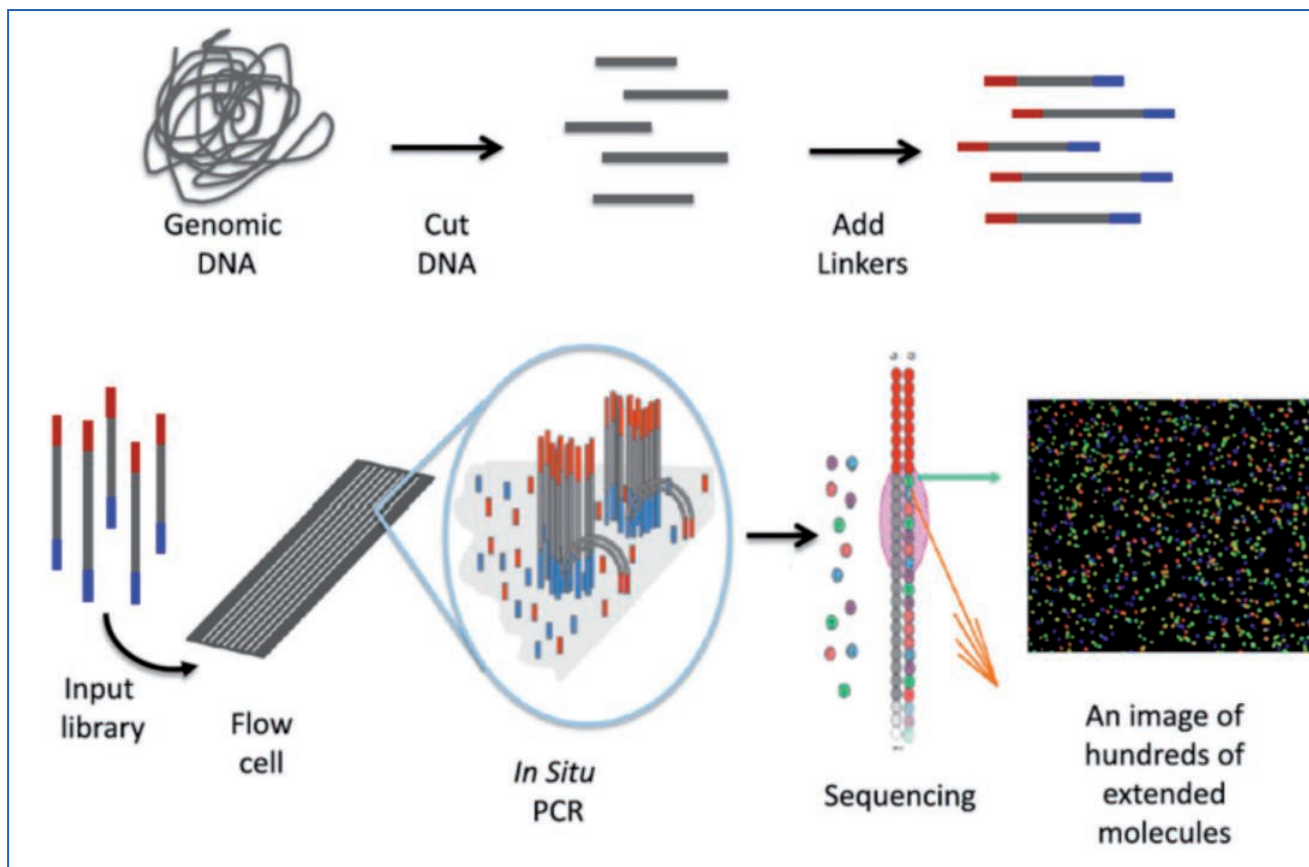 Genomic
DNA
Cut
DNA
Add
Linkers
Input
library
Flow
cell
In Situ
PCR
Sequencing
An image of
hundreds of
extended
molecules